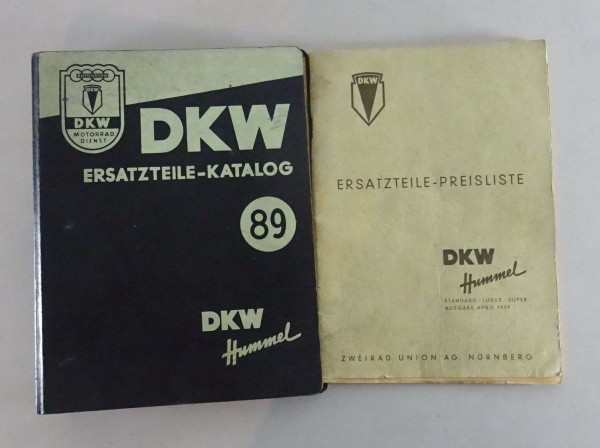 DKW
MOTORRAD
DIENST
DKW
ERSATZTEILE-KATALOG
89
DKW
Hummel
DKW
ERSATZTEILE-PREISLISTE
DKW
Hummel
STANDARD - LUXUS - SUPER
AUSGABE APRIL 1959
ZWEIRAD UNION AG. NÜRNBERG